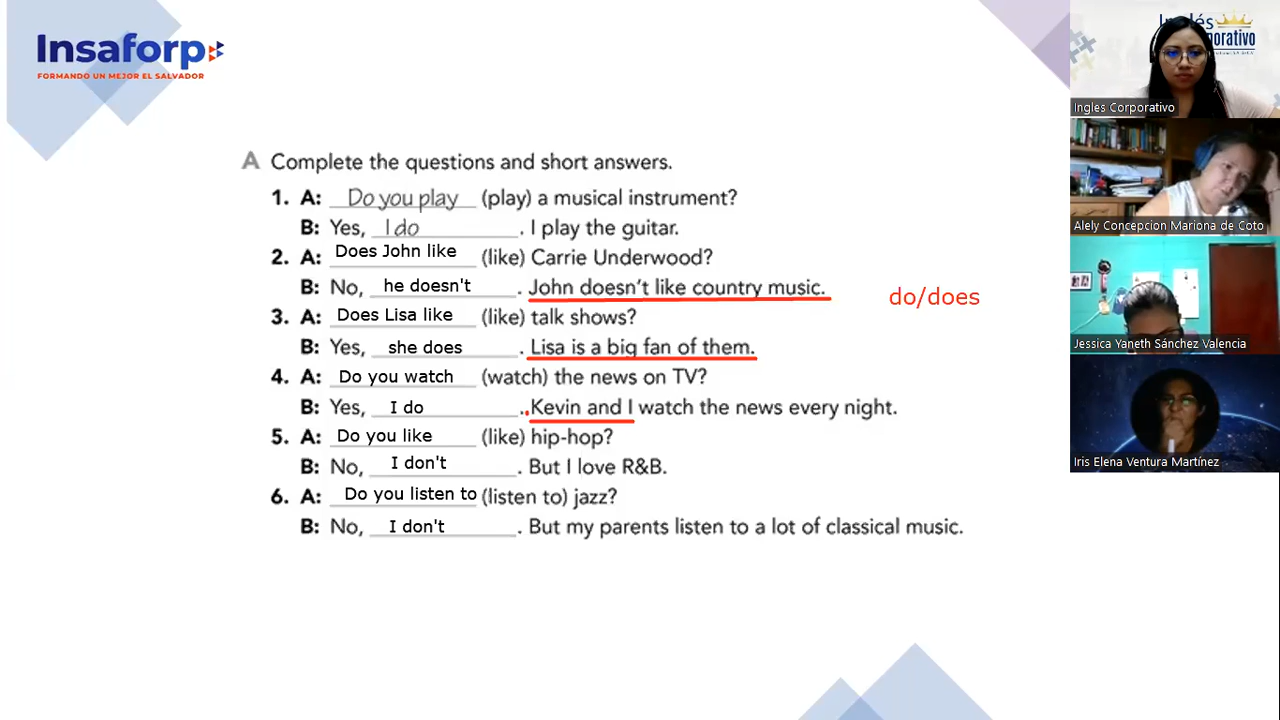 Insaforp
FORMANDO UN MEJOR EL SALVADOR
A Complete the questions and short answers.
1. A: Do you play (play) a musical instrument?
B: Yes, I do. I play the guitar.
2. A: Does John like (like) Carrie Underwood?
B: No, he doesn't. John doesn't like country music.
do/does
3. A: Does Lisa like (like) talk shows?
B: Yes, she does. Lisa is a big fan of them.
4. A: Do you watch (watch) the news on TV?
B: Yes, I do. Kevin and I watch the news every night.
5. A: Do you like (like) hip-hop?
B: No, I don't. But I love R&B.
6. A: Do you listen to (listen to) jazz?
B: No, I don't. But my parents listen to a lot of classical music.
Ingles Corporativo
Alely Concepcion Mariona de Coto
Jessica Yaneth Sánchez Valencia
Iris Elena Ventura Martínez